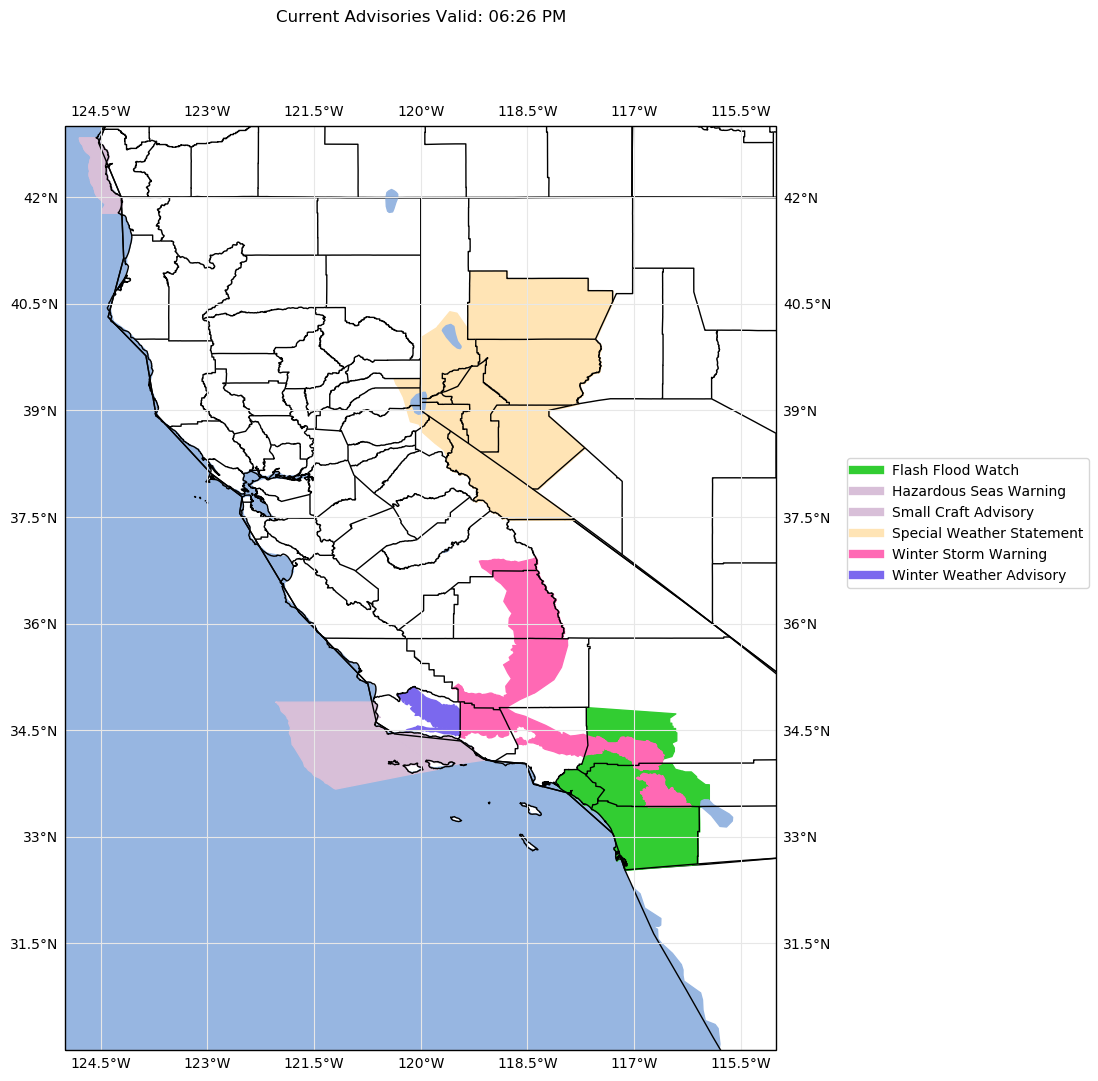 Current Advisories Valid: 06:26 PM
124.5°W 123°W 121.5°W 120°W 118.5°W 117°W 115.5°W
42°N 42°N
40.5°N 40.5°N
39°N 39°N
Flash Flood Watch
Hazardous Seas Warning
Small Craft Advisory
37.5°N 37.5°N
Special Weather Statement
Winter Storm Warning
Winter Weather Advisory
36°N 36°N
34.5°N 34.5°N
33°N 33°N
31.5°N 31.5°N
124.5°W 123°W 121.5°W 120°W 118.5°W 117°W 115.5°W